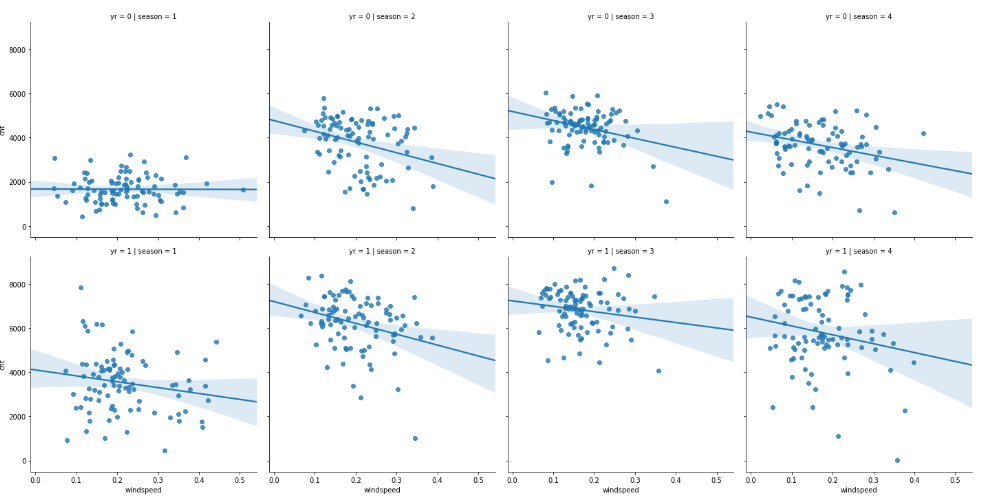 yr = 0 | season = 1
yr = 0 | season = 2
yr = 0 | season = 3
yr = 0 | season = 4
8000
6000
4000
2000
0
cnt
yr = 1 | season = 1
yr = 1 | season = 2
yr = 1 | season = 3
yr = 1 | season = 4
8000
6000
4000
2000
0
cnt
0.0 0.1 0.2 0.3 0.4 0.5
0.0 0.1 0.2 0.3 0.4 0.5
0.0 0.1 0.2 0.3 0.4 0.5
0.0 0.1 0.2 0.3 0.4 0.5
windspeed
windspeed
windspeed
windspeed